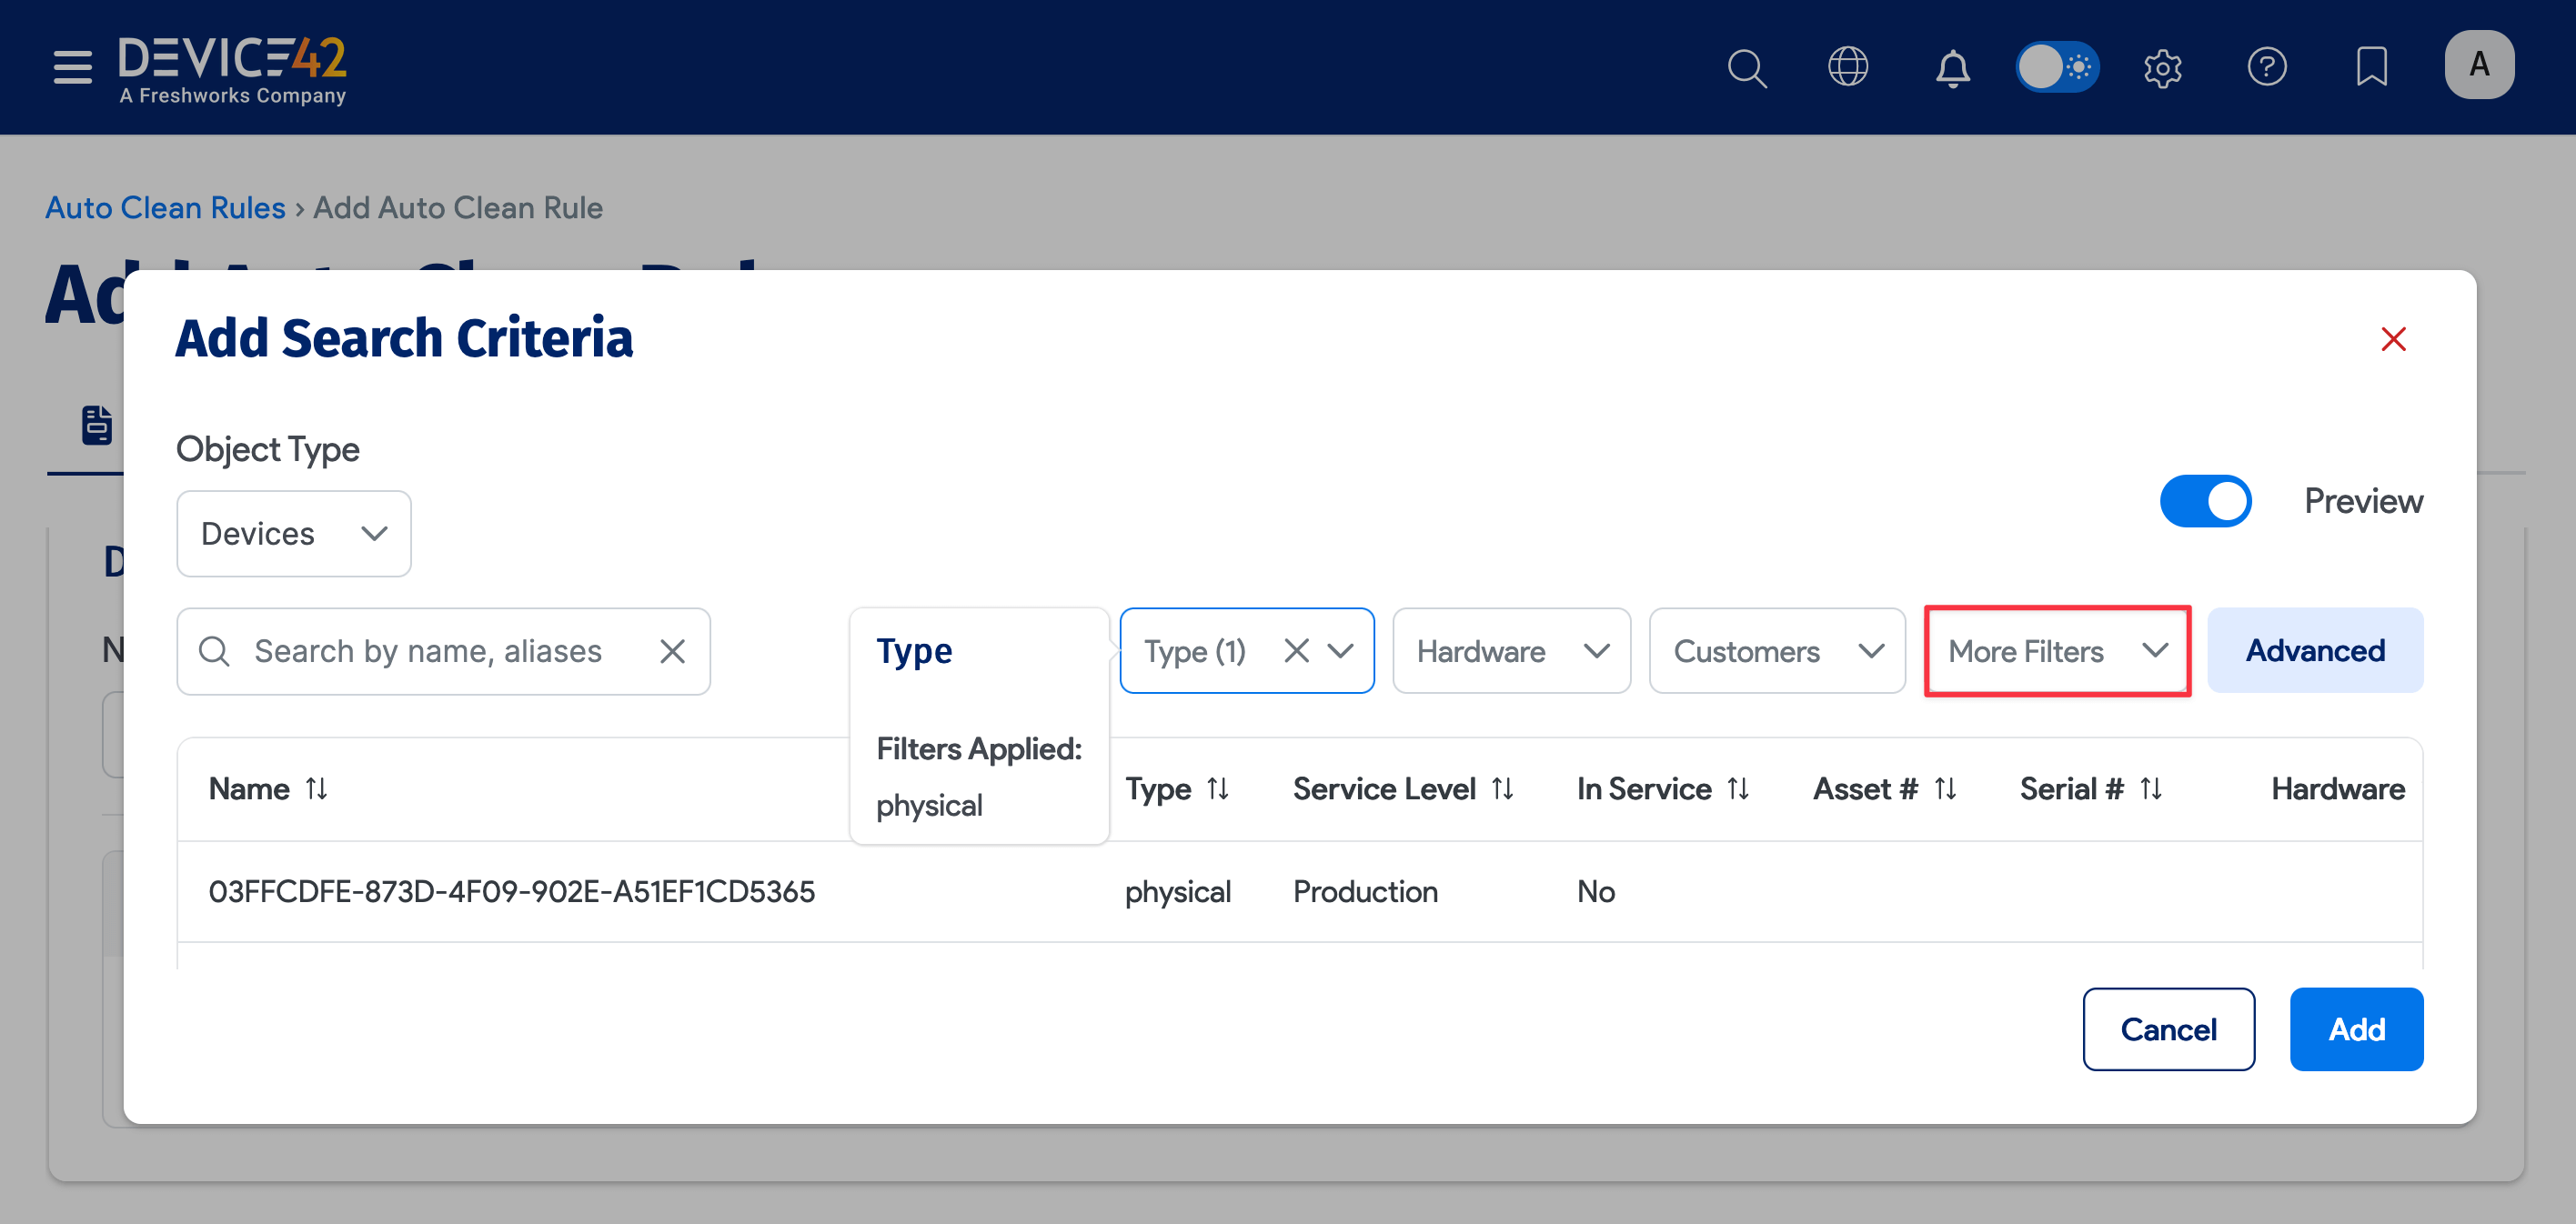 DEVICE42
A Freshworks Company
A
Auto Clean Rules › Add Auto Clean Rule
Add Search Criteria
Object Type
Devices
Preview
Search by name, aliases
Type
Type (1)
Hardware
Customers
More Filters
Advanced
Filters Applied:
physical
Name
Type
Service Level
In Service
Asset #
Serial #
Hardware
03FFCDFE-873D-4F09-902E-A51EF1CD5365
physical
Production
No
Cancel
Add